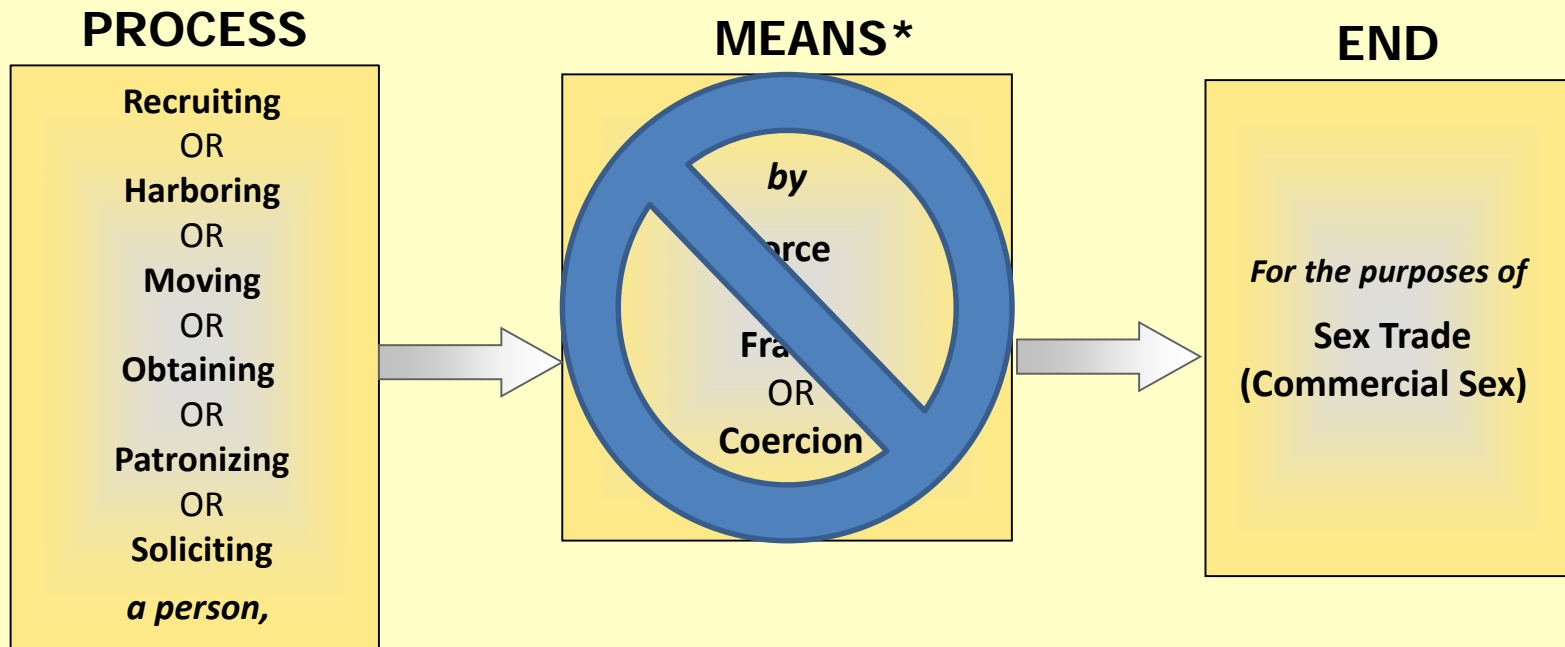 PROCESS
Recruiting
OR
Harboring
OR
Moving
OR
Obtaining
OR
Patronizing
OR
Soliciting
a person,
MEANS*
by
OR
Coercion
END
For the purposes of
Sex Trade
(Commercial Sex)